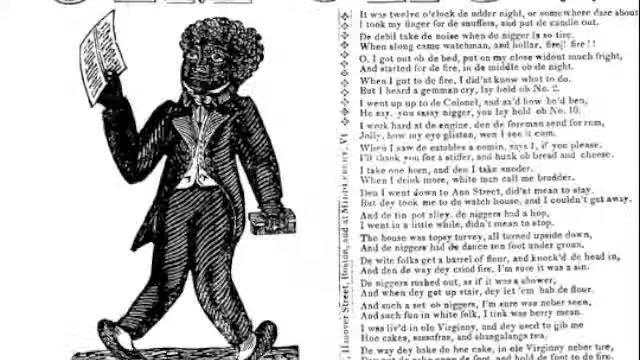 It was twelve o'clock de udder night, or somewhere dare about
I took my finger for de snuffers, and put de candle out.
De debil take de noise when de nigger is so tire,
When along came watchman, and hollar, fire! fire!!
O, I got out ob de bed, put on my close widout much fright,
And started for de fire, in de middle ob de night.
When I got to de fire, I did'nt know what to do.
But I heard a gemman cry, lay hold ob No. 2.
I went up up to Colonel, and as'd how he'd ben,
He say, you sassy nigger, you lay hold ob No. 10.
I work hard at de engine, den de foreman send for rum,
Jolly, how my eye glistan, wen I see it cum.
When I saw de eatables a comin, says I, if you please,
I'll thank you for a stifer, and hunk ob bread and cheese.
I take one horn, and den I take anoder.
When I drink more, white man call me bradder.
Den I went down to Ann Street, did'nt mean to stay.
But dey took me to de watch house, and I couldn't get away.
And de tin pot alley, de niggers had a hop,
I went in a little while, didn't mean to stop.
The house was topsy turvey, all turned upside down,
And de niggers had de dance ten foot under groun.
De wite folks get a barrel of flour, and knock'd de head in,
And den de way dey cried fire, I'm sure it was a sin.
De niggers rushed out, as if it was a shower,
And when dey got up stair, dey let 'em hab de flour.
And such a set ob niggers, I'm sure was neber seen,
And such fun in white folk, I tink was berry mean.
I was liv'd in ole Virginny, and dey used to gib me
Hoe cakes, sassafras, and shangalanga tea.
De way dey bake de hoe cake, in ole Virginny neber tire,
Hanover Street, Boston, and at MIDDLEBURY, Vt